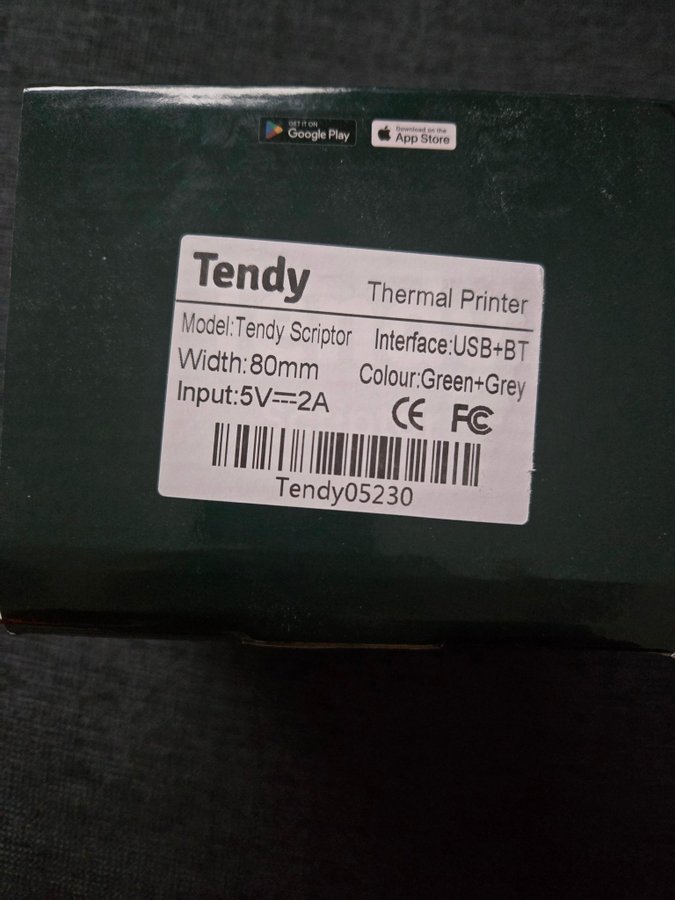 GET IT ON
Google Play
Download on the
App Store
Tendy
Thermal Printer
Model:Tendy Scriptor
Interface:USB+BT
Width:80mm
Colour:Green+Grey
Input:5V⎓2A
CE FC
Tendy05230